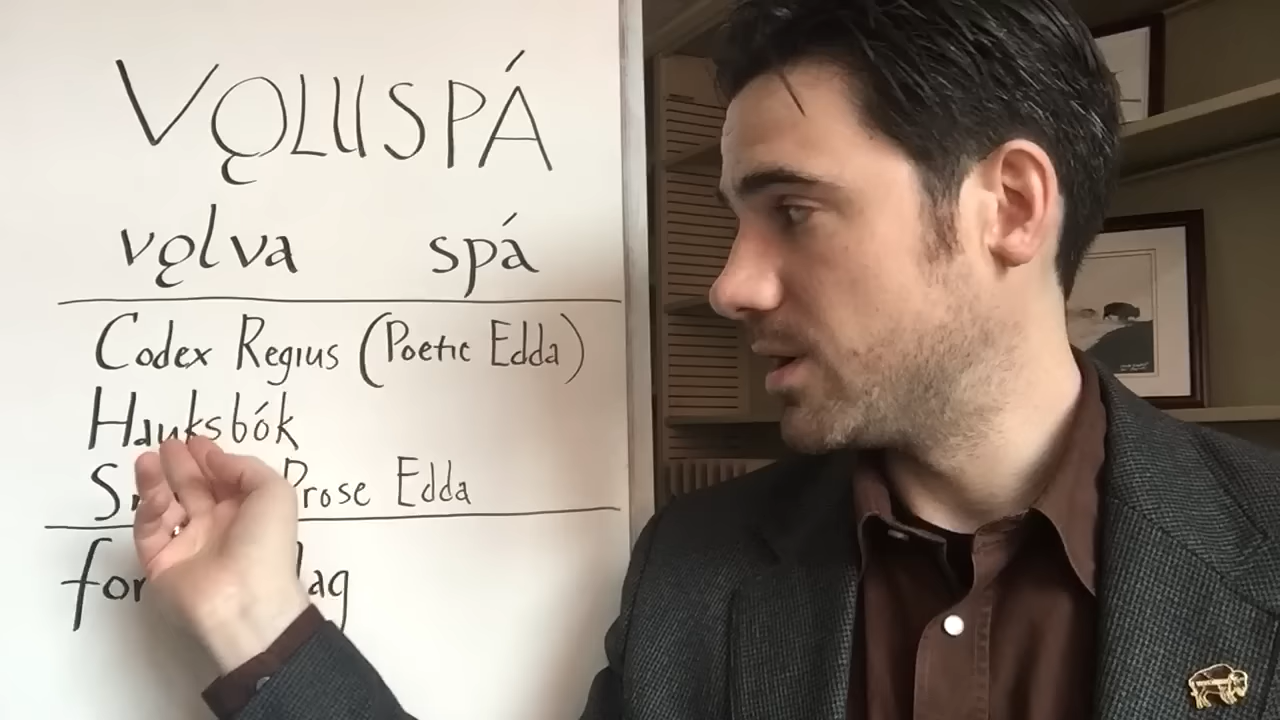 VǪLUSPÁ
vǫlva spá
Codex Regius (Poetic Edda)
Hauksbók
Prose Edda